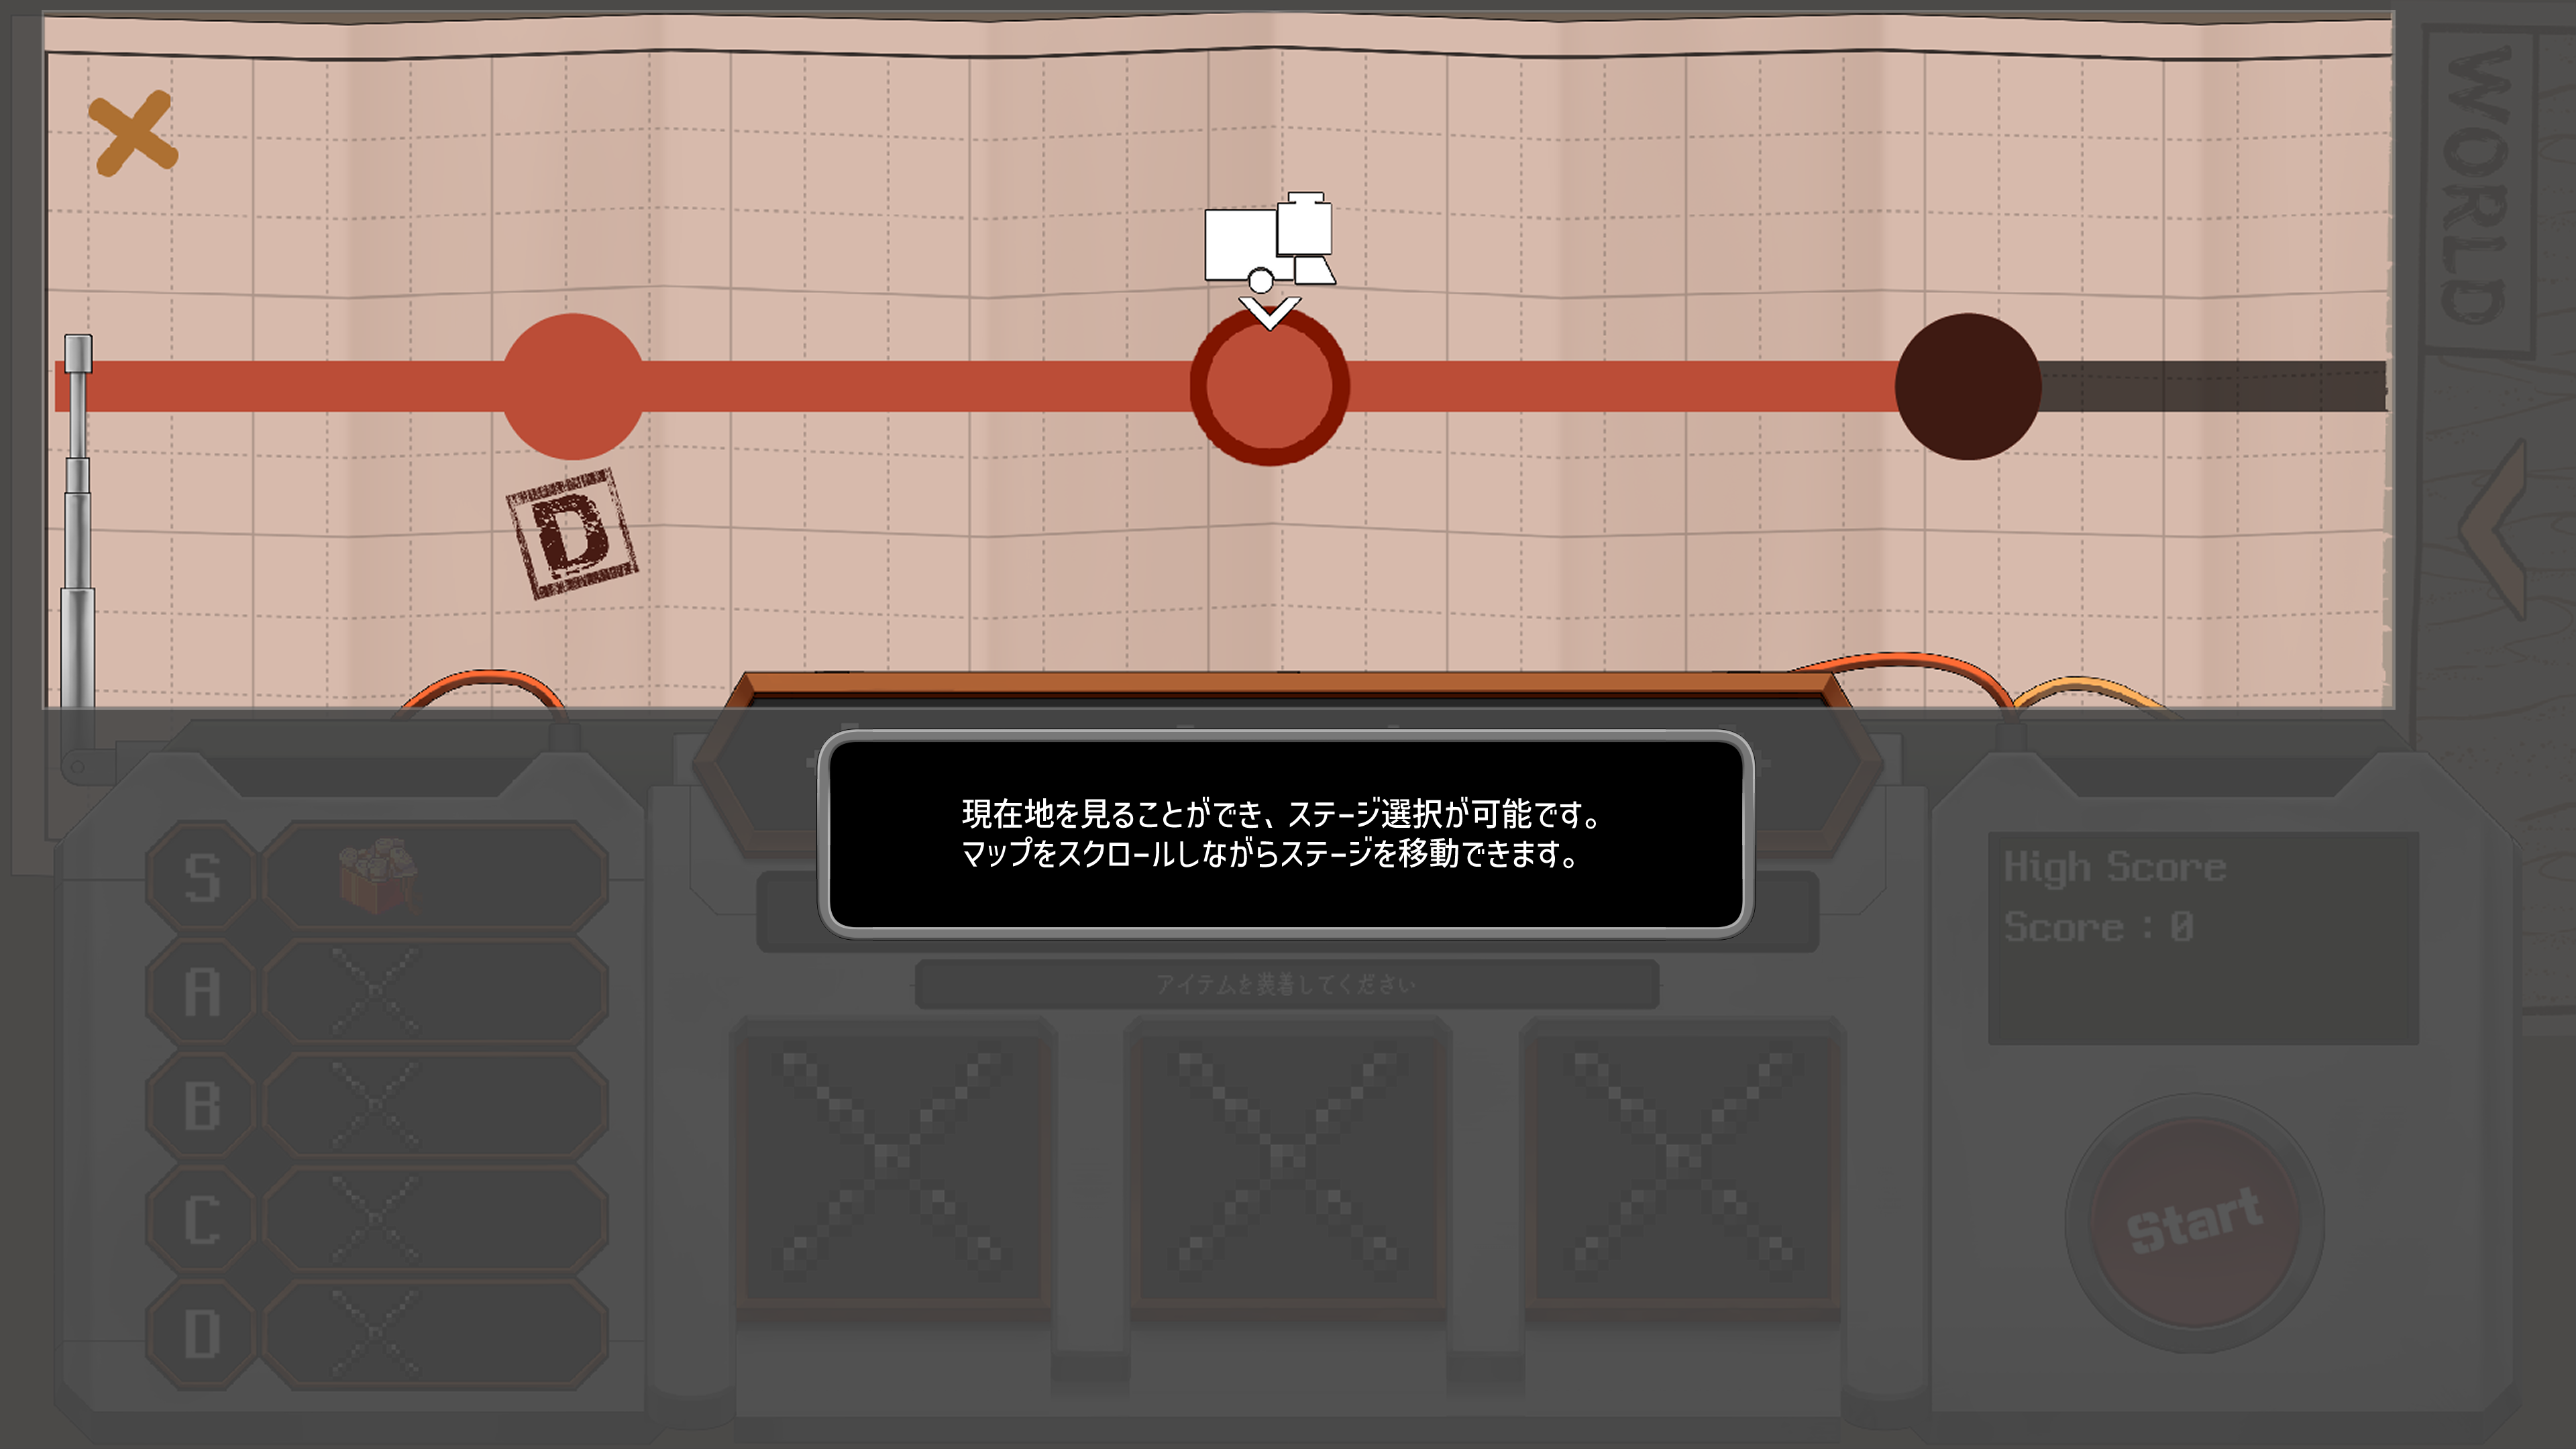 WORLD
D
現在地を見ることができ、ステージ選択が可能です。
マップをスクロールしながらステージを移動できます。
アイテムを装着してください
S
A
B
C
D
High Score
Score : 0
Start